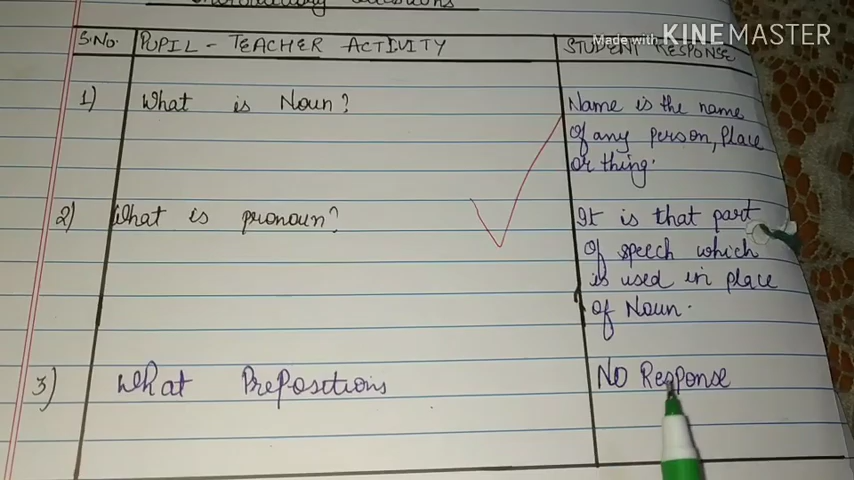 Introductory Questions
S.No. PUPIL - TEACHER ACTIVITY STUDENT RESPONSE
Made with KINEMASTER
1) What is Noun? Name is the name
of any person, Place
or thing.
2) What is pronoun? It is that part
of speech which
is used in place
of Noun.
3) What Prepositions NO Response